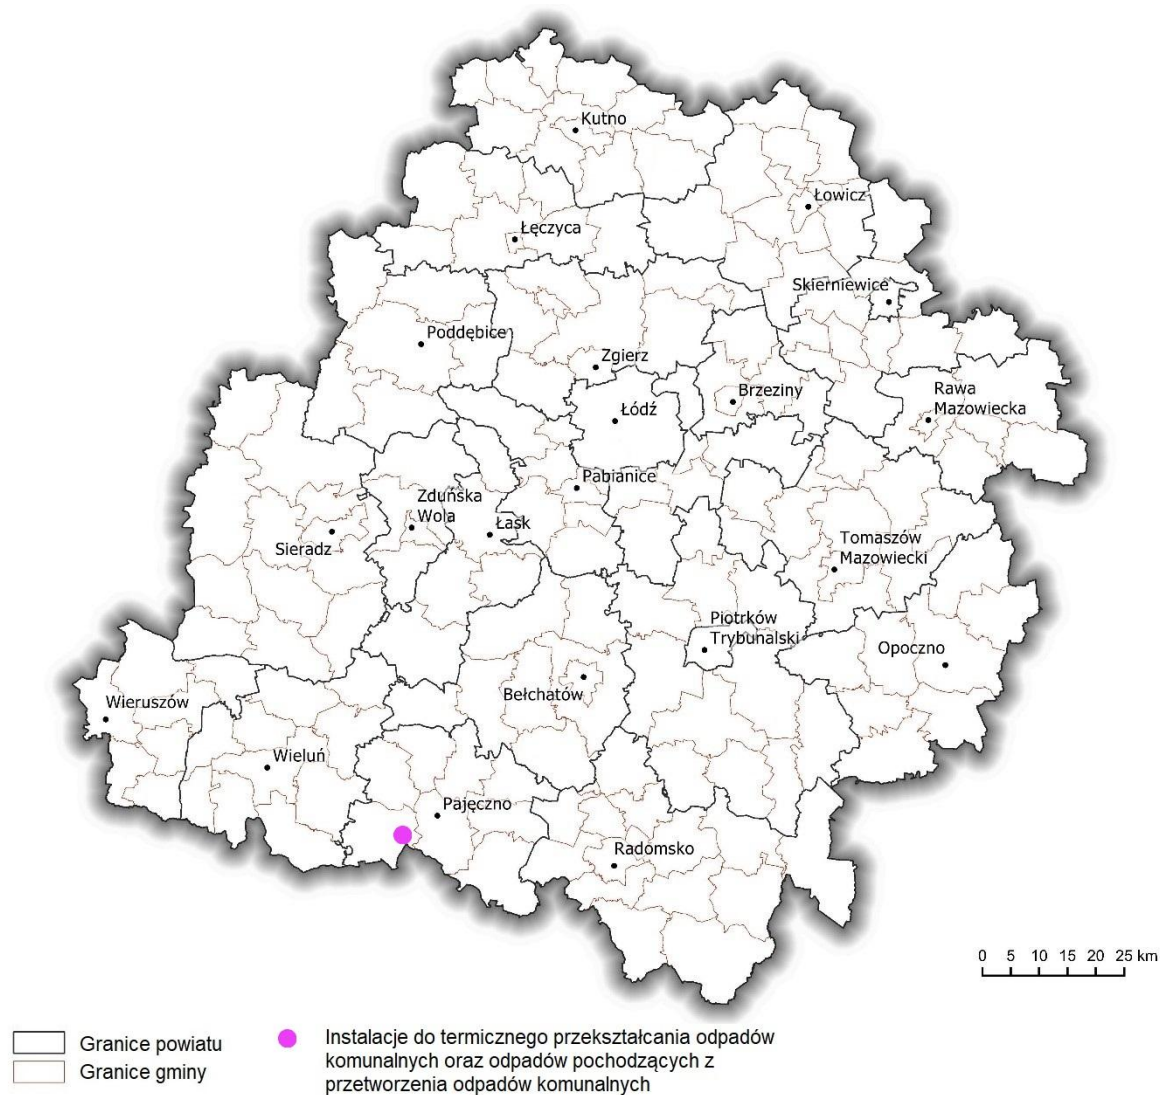 Kutno
Łowicz
Łęczyca
Skierniewice
Poddębice
Zgierz
Brzeziny
Rawa
Mazowiecka
Łódź
Pabianice
Zduńska
Wola
Łask
Sieradz
Tomaszów
Mazowiecki
Piotrków
Trybunalski
Opoczno
Bełchatów
Wieruszów
Wieluń
Pajęczno
Radomsko
0 5 10 15 20 25 km
Granice powiatu
Granice gminy
Instalacje do termicznego przekształcania odpadów
komunalnych oraz odpadów pochodzących z
przetworzenia odpadów komunalnych